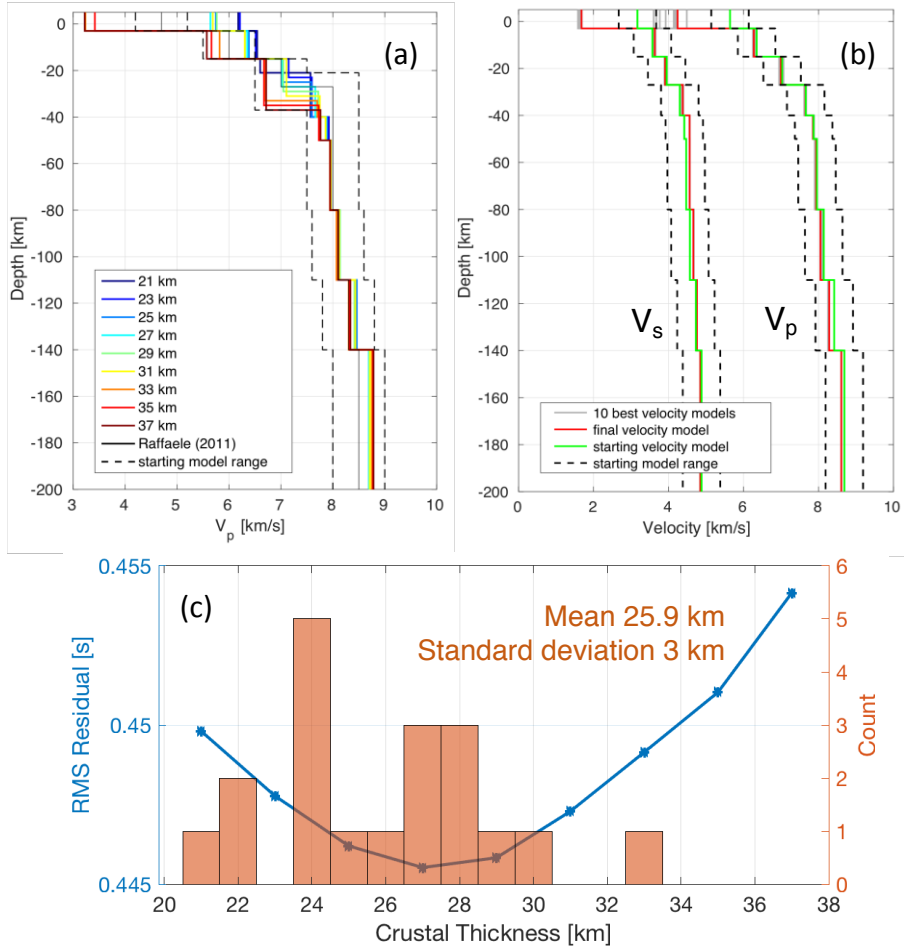 0
-20
-40
-60
-80
-100
-120
-140
-160
-180
-200
Depth [km]
(a)
21 km
23 km
25 km
27 km
29 km
31 km
33 km
35 km
37 km
Raffaele (2011)
starting model range
3 4 5 6 7 8 9 10
Vp [km/s]
0
-20
-40
-60
-80
-100
-120
-140
-160
-180
-200
Depth [km]
(b)
Vs Vp
10 best velocity models
final velocity model
starting velocity model
starting model range
0 2 4 6 8 10
Velocity [km/s]
(c)
Mean 25.9 km
Standard deviation 3 km
0.455
0.45
0.445
RMS Residual [s]
6
5
4
3
2
1
0
Count
20 22 24 26 28 30 32 34 36 38
Crustal Thickness [km]